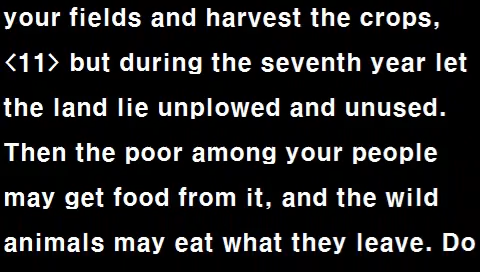 your fields and harvest the crops,
<11> but during the seventh year let
the land lie unplowed and unused.
Then the poor among your people
may get food from it, and the wild
animals may eat what they leave. Do